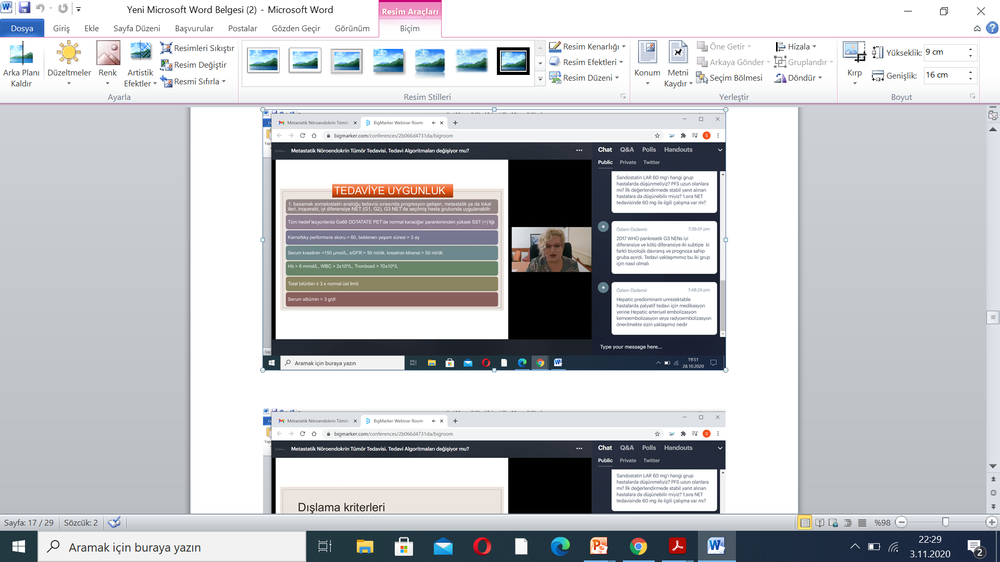 Yeni Microsoft Word Belgesi (2) - Microsoft Word
Resim Araçları
Dosya
Giriş
Ekle
Sayfa Düzeni
Başvurular
Postalar
Gözden Geçir
Görünüm
Biçim
Arka Planı Kaldır
Düzeltmeler
Renk
Artistik Efektler
Resimleri Sıkıştır
Resim Değiştir
Resmi Sıfırla
Ayarla
Resim Stilleri
Resim Kenarlığı
Resim Efektleri
Resim Düzeni
Konum
Metni Kaydır
Öne Getir
Arkaya Gönder
Seçim Bölmesi
Hizala
Gruplandır
Döndür
Yerleştir
Kırp
Yükseklik: 9 cm
Genişlik: 16 cm
Boyut
Metastatik Nöroendokrin Tümör
BigMarker Webinar Room
bigmarker.com/conferences/2b066d4731da/bigroom
S
Metastatik Nöroendokrin Tümör Tedavisi. Tedavi Algoritmaları değişiyor mu?
Chat Q&A Polls Handouts
Public Private Twitter
TEDAVİYE UYGUNLUK
1. basamak somatostatin analoğu tedavisi sırasında progresyon gelişen, metastatik ya da lokal
ileri, inoperabl, iyi diferansiye NET (G1, G2), G3 NET'de seçilmiş hasta grubunda uygulanabilir
Tüm hedef lezyonlarda Ga68 DOTATATE PET'de normal karaciğer parankiminden yüksek SST (+)'liği
Karnofsky performans skoru > 60, beklenen yaşam süresi > 3 ay
Serum kreatinin <150 µmol/L, eGFR > 50 ml/dk, kreatinin klirensi > 50 ml/dk
Hb > 8 mmol/L, WBC > 2x10⁹/L, Trombosit > 70x10⁹/L
Total bilüribin ≤ 3 x normal üst limit
Serum albümin > 3 g/dl
Sandostatin LAR 60 mg'ı hangi grup
hastalarda düşünmeliyiz? PFS uzun olanlara
mı? İlk değerlendirmede stabil yanıt alınan
hastalara da düşünebilir miyiz? 1.sıra NET
tedavisinde 60 mg ile ilgili çalışma var mı?
Özlem Özdemir 7:39:01 pm
2017 WHO pankreatik G3 NENs iyi
diferansiye ve kötü diferansiye iki subtipe ki
farklı biyolojik davranış ve prognoza sahip
gruba ayırdı. Tedavi yaklaşımımız bu iki grup
için nasıl olmalı
Özlem Özdemir 7:48:24 pm
Hepatic predominant unrezektable
hastalarda palyatif tedavi için medikasyon
yerine Hepatic arteriyel embolizasyon
kemoembolizasyon veya radyoembolizasyon
önerilmekte sizin yaklaşımız nedir
Type your message here...
Aramak için buraya yazın
19:51
28.10.2020
Metastatik Nöroendokrin Tümör
BigMarker Webinar Room
bigmarker.com/conferences/2b066d4731da/bigroom
S
Metastatik Nöroendokrin Tümör Tedavisi. Tedavi Algoritmaları değişiyor mu?
Chat Q&A Polls Handouts
Public Private Twitter
Dışlama kriterleri
Sandostatin LAR 60 mg'ı hangi grup
hastalarda düşünmeliyiz? PFS uzun olanlara
mı? İlk değerlendirmede stabil yanıt alınan
hastalara da düşünebilir miyiz? 1.sıra NET
tedavisinde 60 mg ile ilgili çalışma var mı?
Sayfa: 17 / 29
Sözcük: 2
%98
Aramak için buraya yazın
22:29
3.11.2020
2